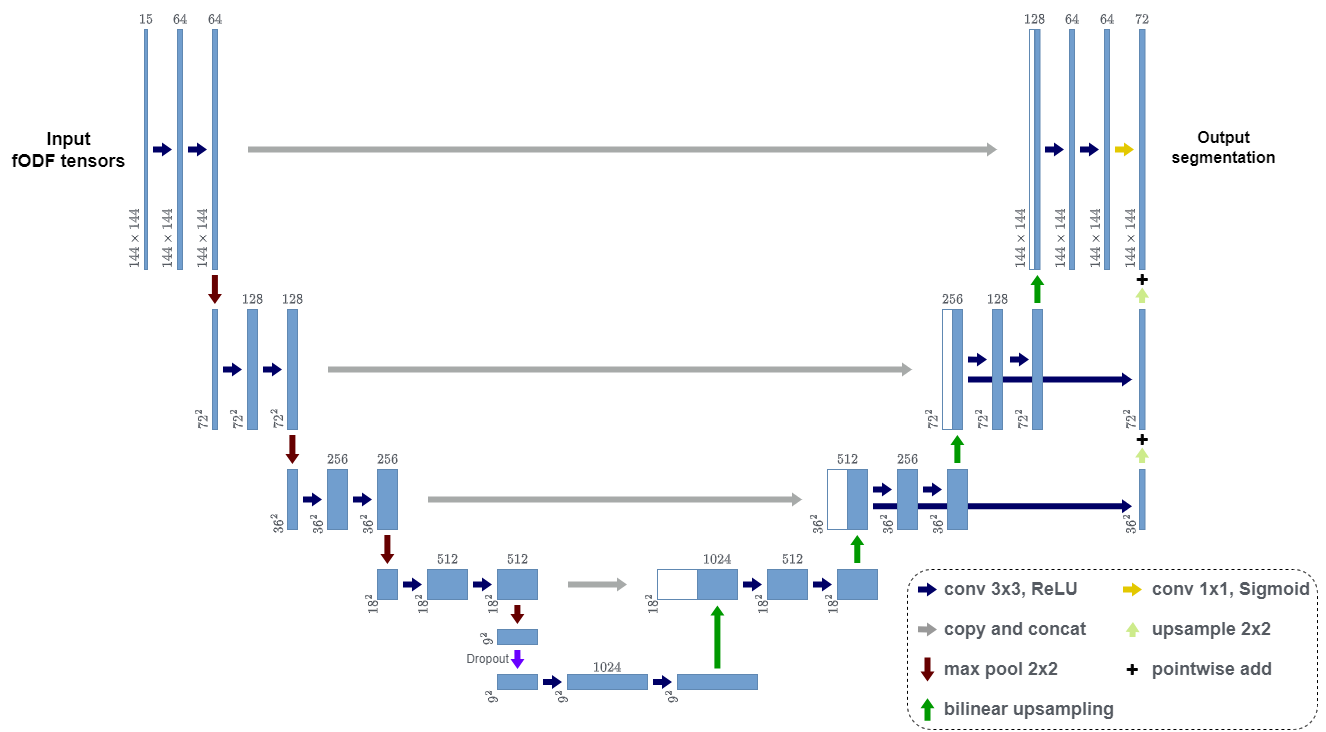 15 64 64
128 64 64 72
Input
fODF tensors
Output
segmentation
144 × 144 144 × 144 144 × 144
144 × 144 144 × 144 144 × 144 144 × 144
+
128 128
256 128
72² 72² 72²
72² 72² 72² 72²
+
256 256
512 256
36² 36² 36²
36² 36² 36² 36²
512 512
1024 512
18² 18² 18²
18² 18² 18²
9²
Dropout
1024
9² 9² 9²
conv 3x3, ReLU
conv 1x1, Sigmoid
copy and concat
upsample 2x2
max pool 2x2
+ pointwise add
bilinear upsampling